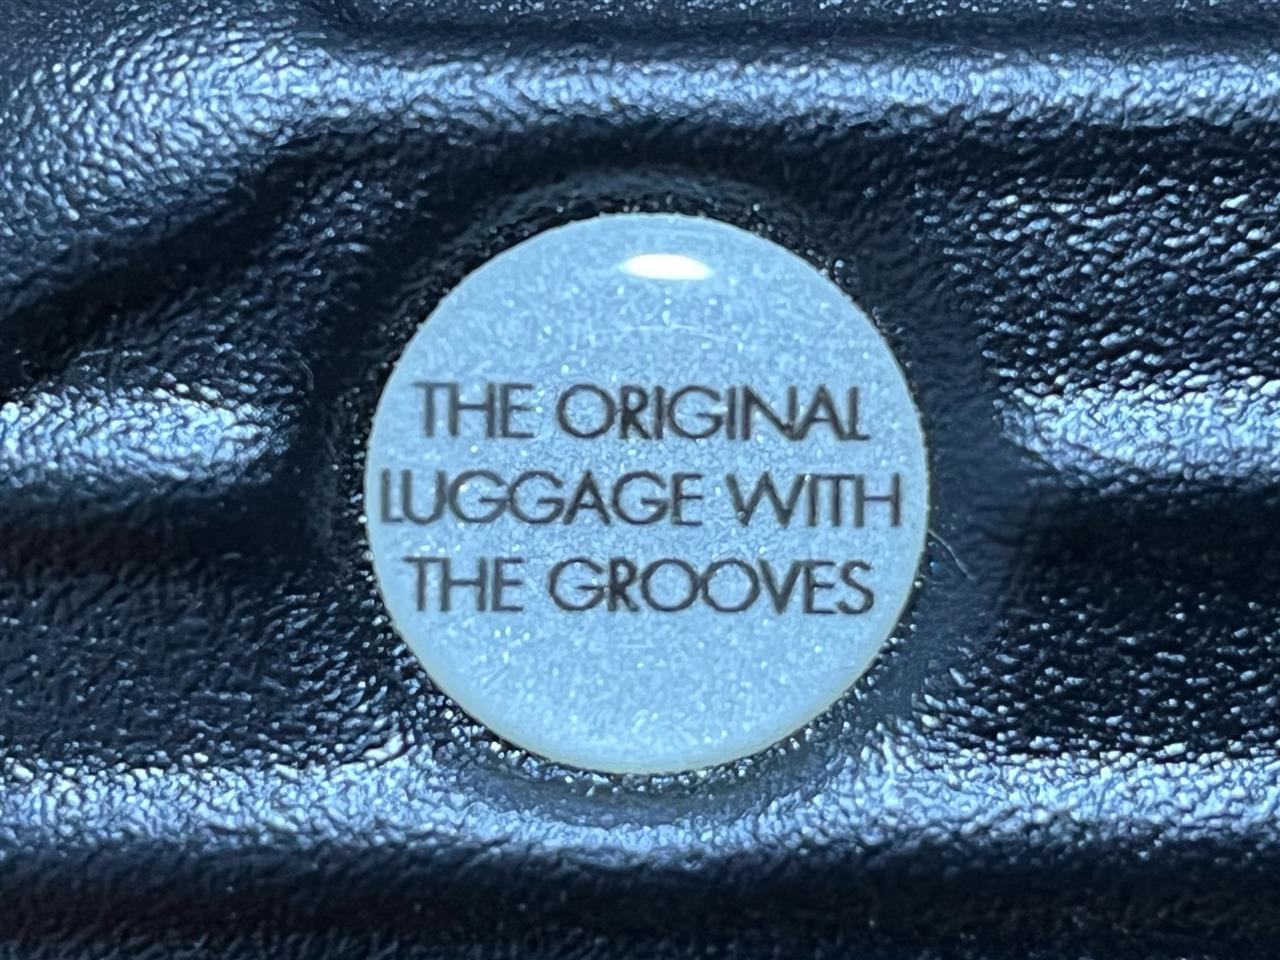 THE ORIGINAL
LUGGAGE WITH
THE GROOVES